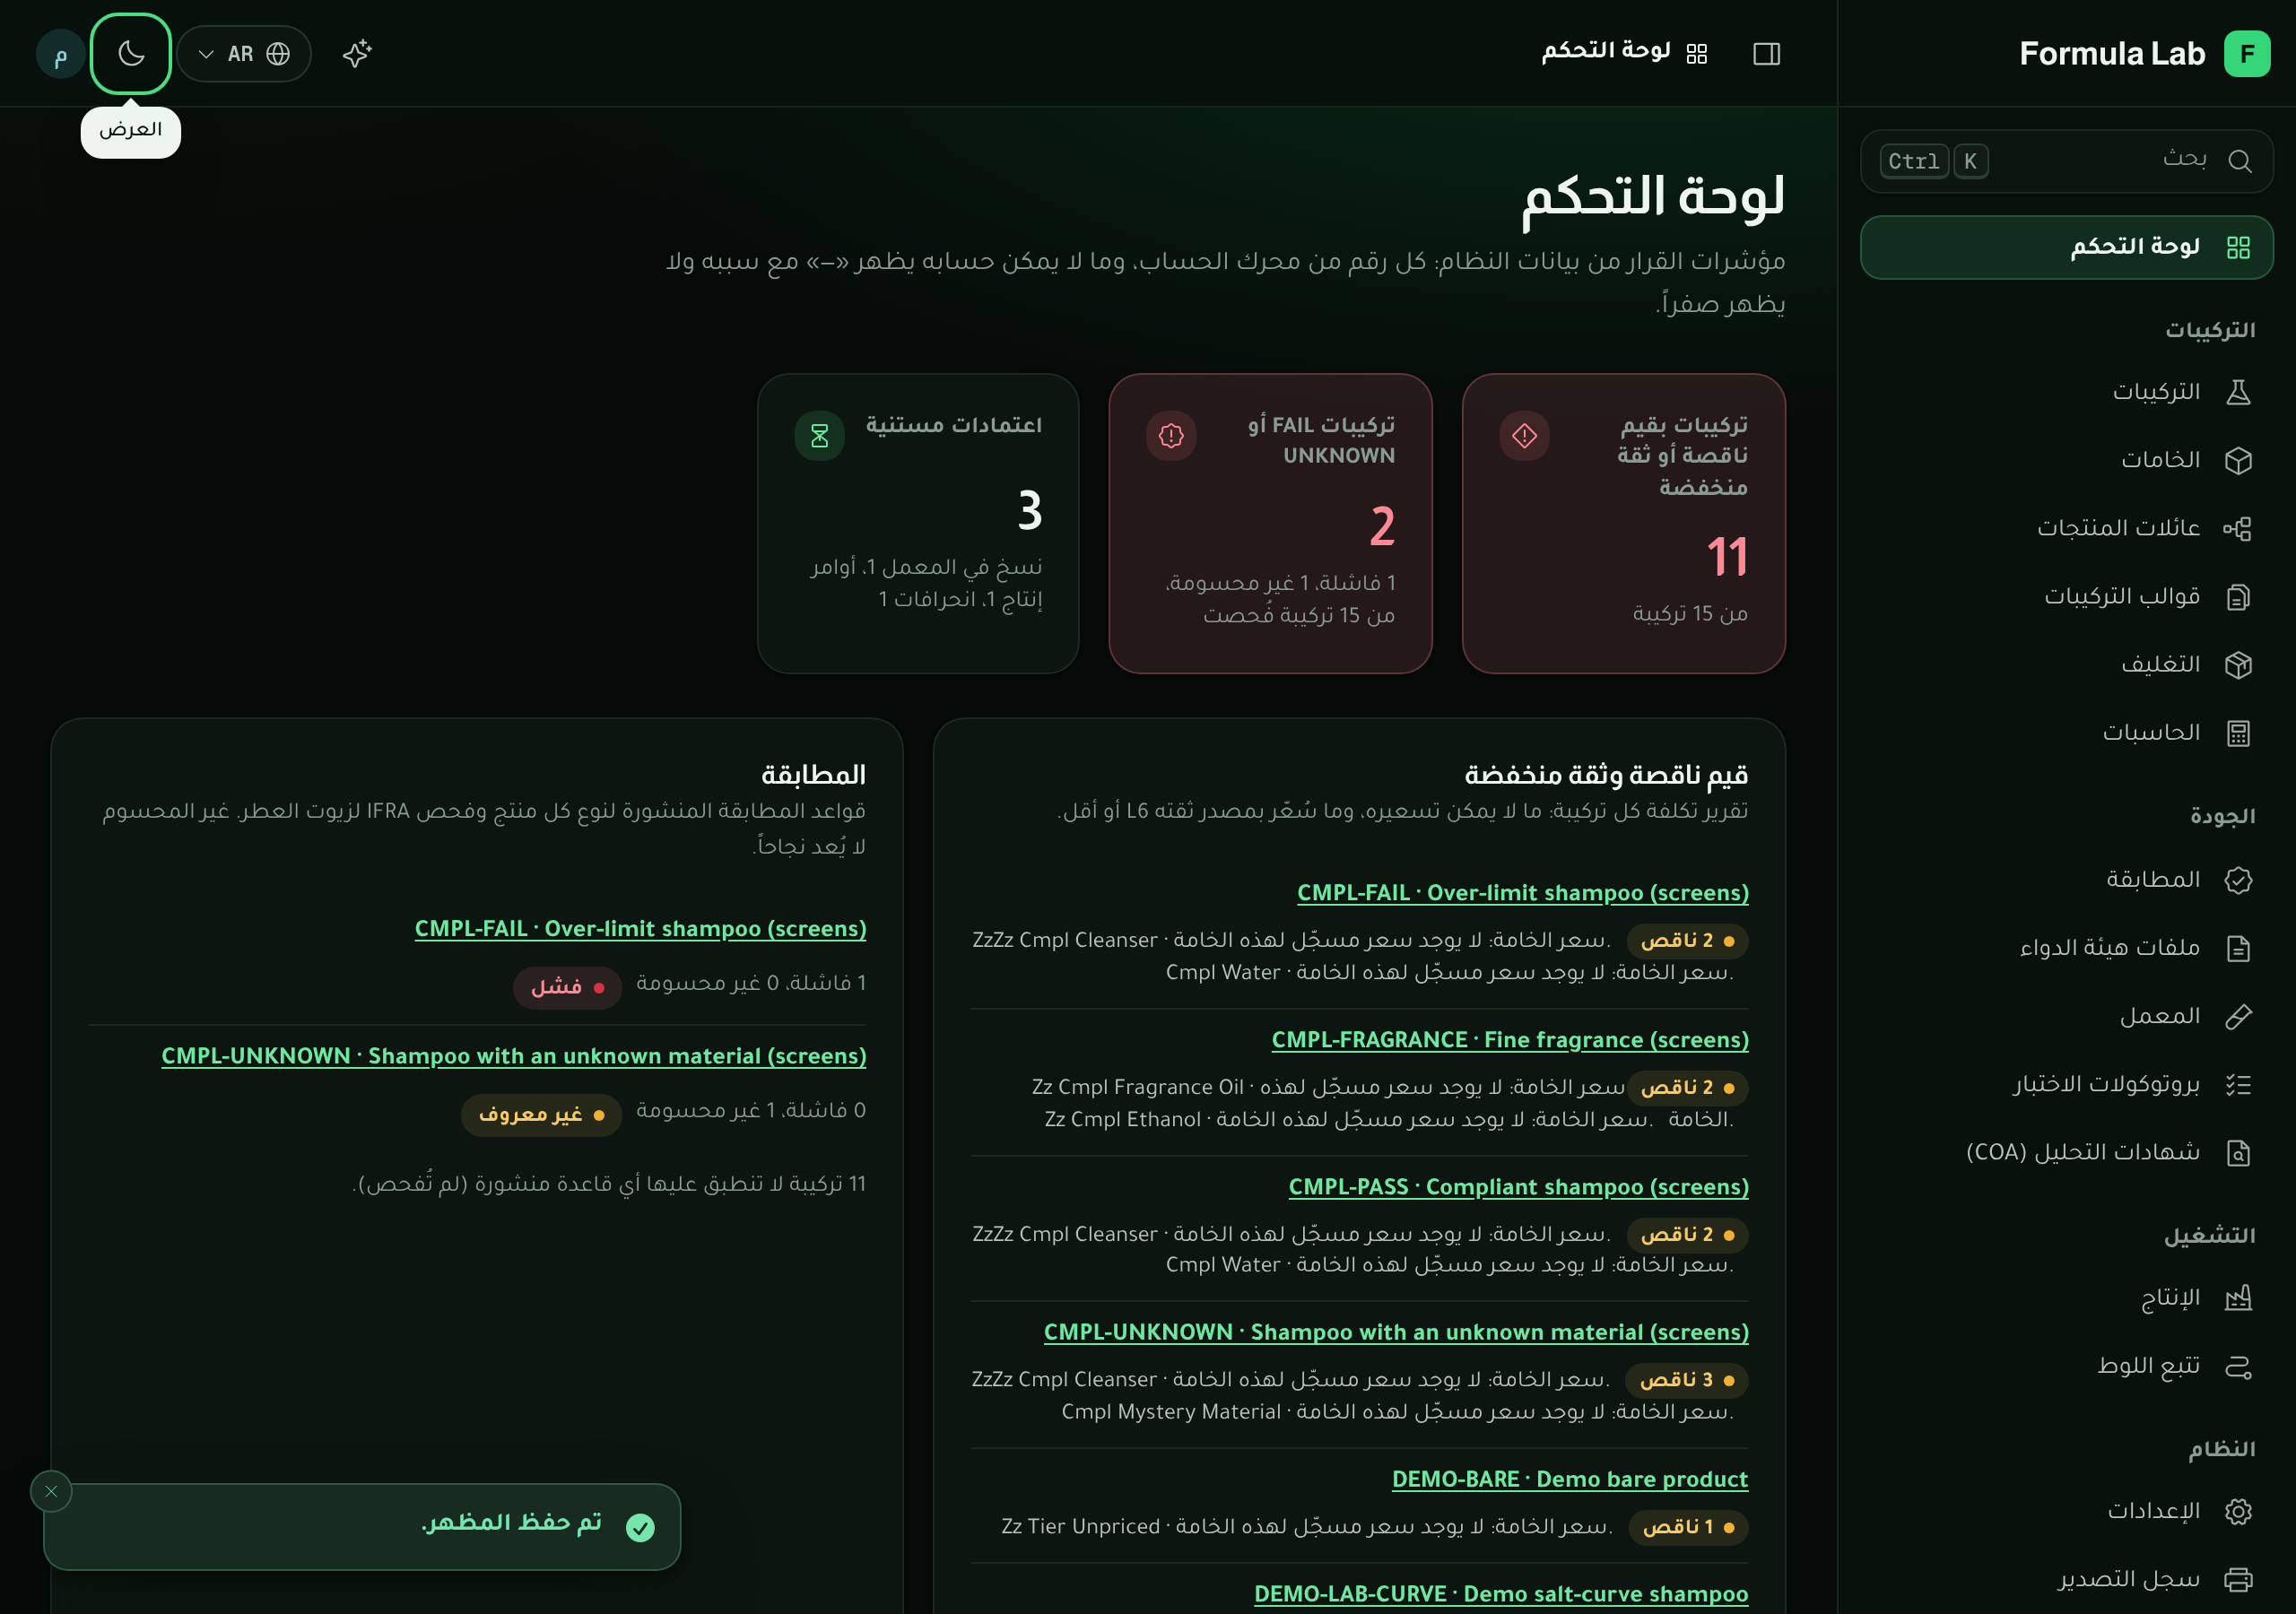 F Formula Lab
بحث Ctrl K
لوحة التحكم
التركيبات
التركيبات
الخامات
عائلات المنتجات
قوالب التركيبات
التغليف
الحاسبات
الجودة
المطابقة
ملفات هيئة الدواء
المعمل
بروتوكولات الاختبار
شهادات التحليل (COA)
التشغيل
الإنتاج
تتبع اللوط
النظام
الإعدادات
سجل التصدير
لوحة التحكم
AR
م
العرض
لوحة التحكم
مؤشرات القرار من بيانات النظام: كل رقم من محرك الحساب، وما لا يمكن حسابه يظهر «—» مع سببه ولا
يظهر صفراً.
تركيبات بقيم
ناقصة أو ثقة
منخفضة
11
من 15 تركيبة
تركيبات FAIL أو
UNKNOWN
2
1 فاشلة، 1 غير محسومة،
من 15 تركيبة فُحصت
اعتمادات مستنية
3
نسخ في المعمل 1، أوامر
إنتاج 1، انحرافات 1
قيم ناقصة وثقة منخفضة
تقرير تكلفة كل تركيبة: ما لا يمكن تسعيره، وما سُعّر بمصدر ثقته L6 أو أقل.
CMPL-FAIL · Over-limit shampoo (screens)
2 ناقص
ZzZz Cmpl Cleanser · سعر الخامة: لا يوجد سعر مسجّل لهذه الخامة.
Cmpl Water · سعر الخامة: لا يوجد سعر مسجّل لهذه الخامة.
CMPL-FRAGRANCE · Fine fragrance (screens)
2 ناقص
Zz Cmpl Fragrance Oil · سعر الخامة: لا يوجد سعر مسجّل لهذه
الخامة. Zz Cmpl Ethanol · سعر الخامة: لا يوجد سعر مسجّل لهذه الخامة.
CMPL-PASS · Compliant shampoo (screens)
2 ناقص
ZzZz Cmpl Cleanser · سعر الخامة: لا يوجد سعر مسجّل لهذه الخامة.
Cmpl Water · سعر الخامة: لا يوجد سعر مسجّل لهذه الخامة.
CMPL-UNKNOWN · Shampoo with an unknown material (screens)
3 ناقص
ZzZz Cmpl Cleanser · سعر الخامة: لا يوجد سعر مسجّل لهذه الخامة.
Cmpl Mystery Material · سعر الخامة: لا يوجد سعر مسجّل لهذه الخامة.
DEMO-BARE · Demo bare product
1 ناقص
Zz Tier Unpriced · سعر الخامة: لا يوجد سعر مسجّل لهذه الخامة.
DEMO-LAB-CURVE · Demo salt-curve shampoo
المطابقة
قواعد المطابقة المنشورة لنوع كل منتج وفحص IFRA لزيوت العطر. غير المحسوم
لا يُعد نجاحاً.
CMPL-FAIL · Over-limit shampoo (screens)
1 فاشلة، 0 غير محسومة فشل
CMPL-UNKNOWN · Shampoo with an unknown material (screens)
0 فاشلة، 1 غير محسومة غير معروف
11 تركيبة لا تنطبق عليها أي قاعدة منشورة (لم تُفحص).
تم حفظ المظهر.